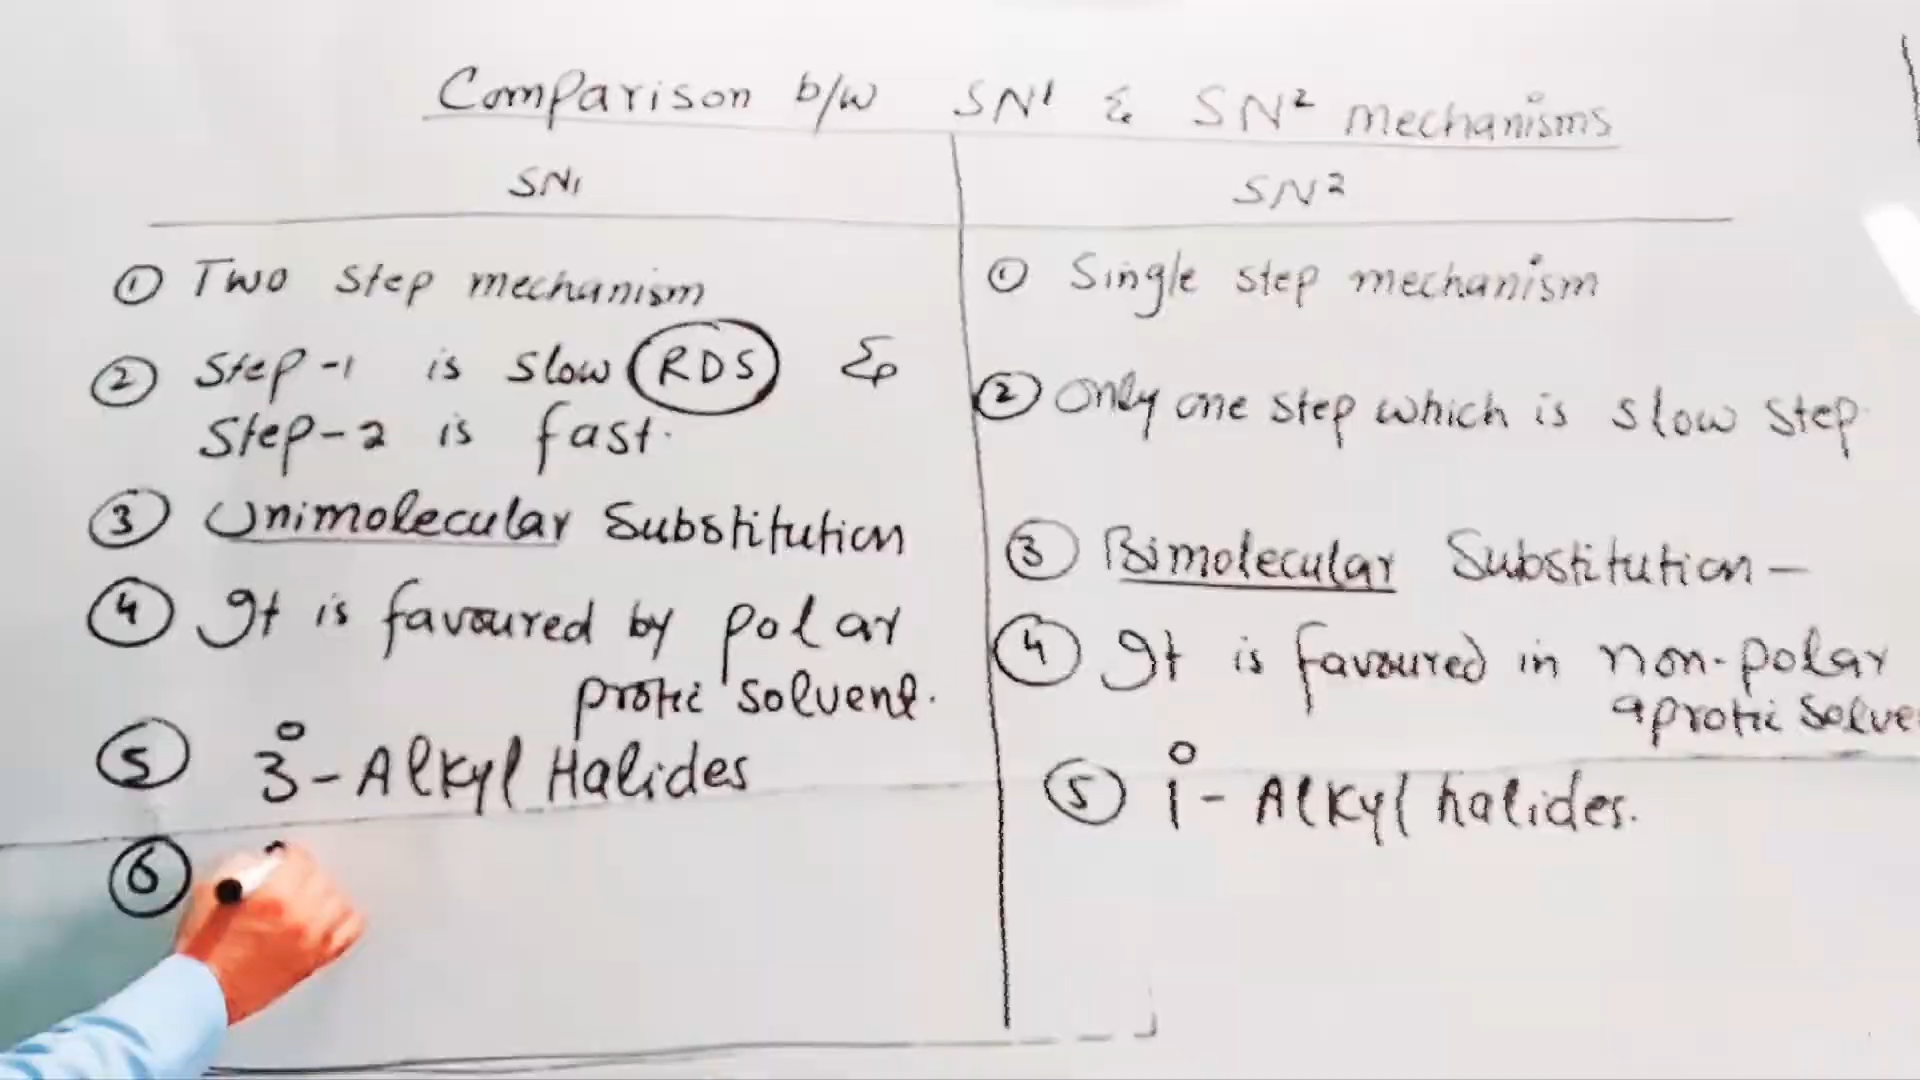 Comparison b/w SN¹ & SN² mechanisms
SN1
① Two step mechanism
② Step-1 is slow RDS &
Step-2 is fast.
③ Unimolecular Substitution
④ It is favoured by polar
protic solvent.
⑤ 3°-Alkyl Halides
⑥
SN²
① Single step mechanism
② Only one step which is slow step.
③ Bimolecular Substitution-
④ It is favoured in non-polar
aprotic Solve
⑤ 1°- Alkyl halides.